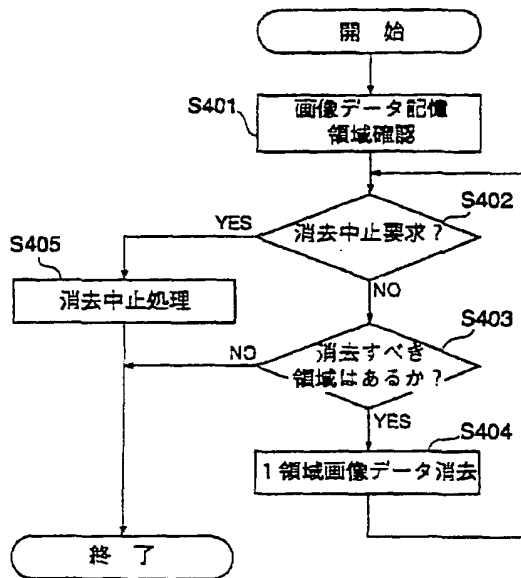 開始
S401
画像データ記憶
領域確認
S402
消去中止要求?
YES
S405
消去中止処理
NO
S403
消去すべき
領域はあるか?
NO
YES
S404
1領域画像データ消去
終了